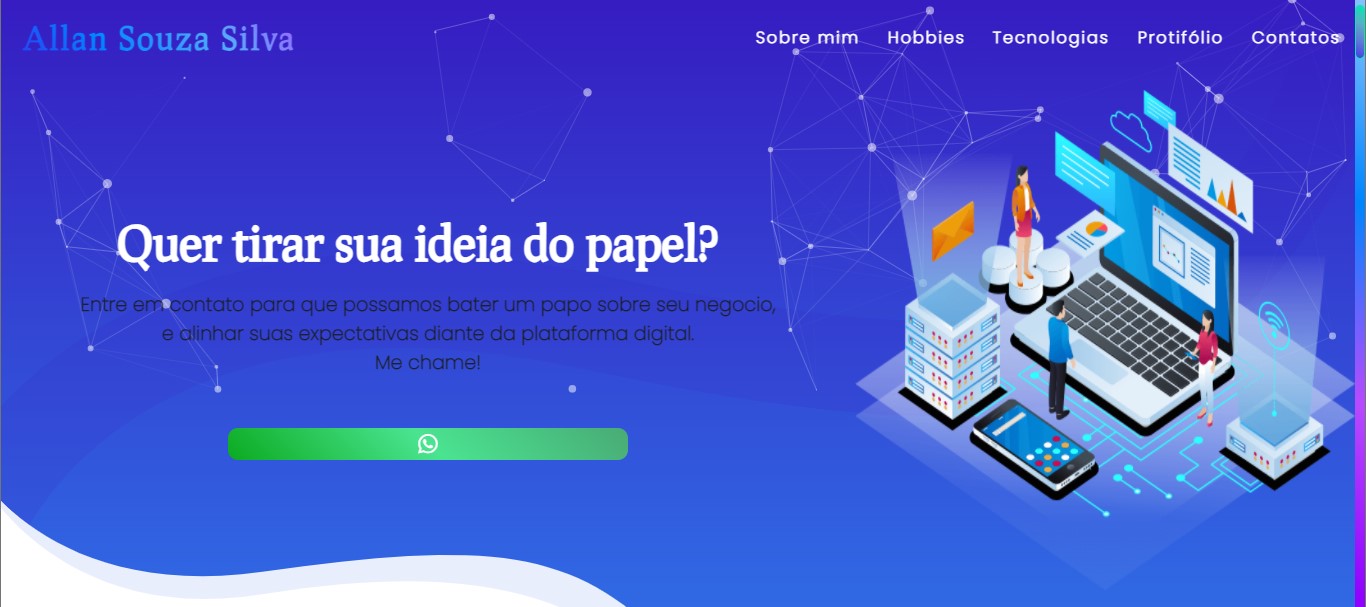 Allan Souza Silva
Sobre mim Hobbies Tecnologias Protifólio Contatos
Quer tirar sua ideia do papel?
Entre em contato para que possamos bater um papo sobre seu negocio,
e alinhar suas expectativas diante da plataforma digital.
Me chame!